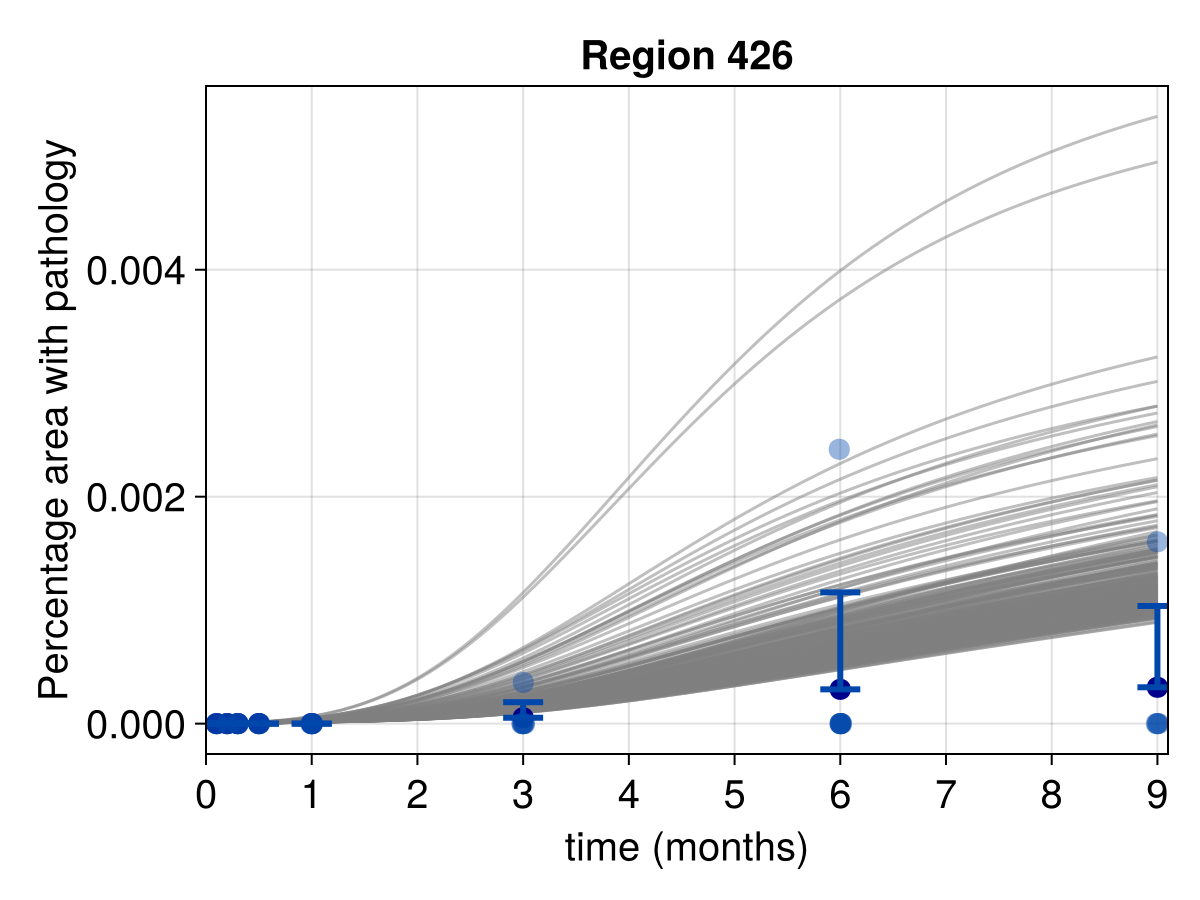 Region 426
Percentage area with pathology
0.004
0.002
0.000
0 1 2 3 4 5 6 7 8 9
time (months)